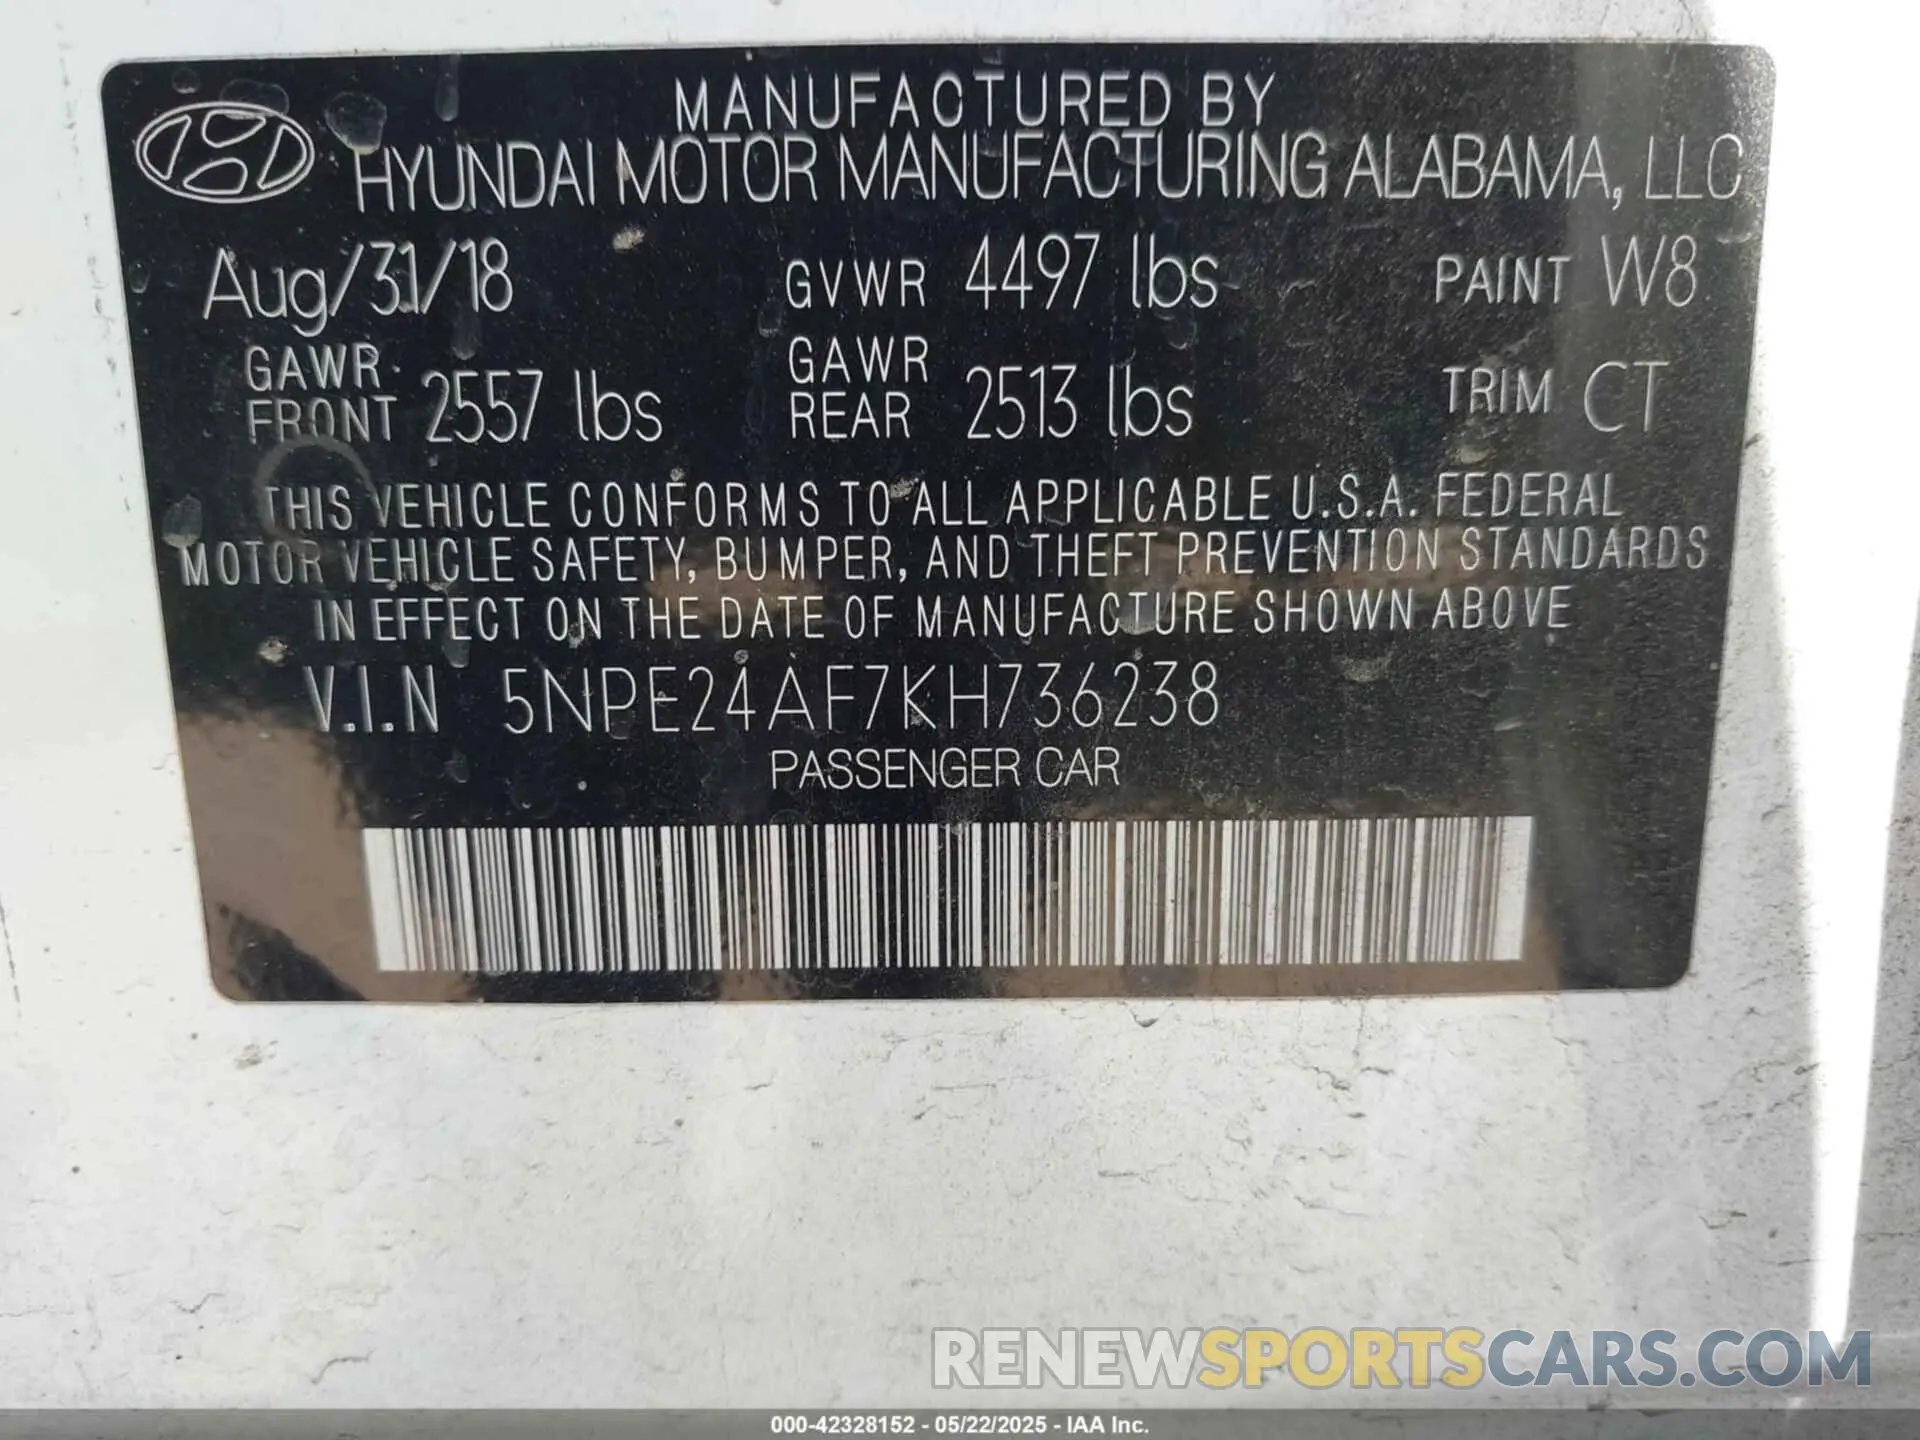 MANUFACTURED BY
HYUNDAI MOTOR MANUFACTURING ALABAMA, LLC
Aug/31/18 GVWR 4497 lbs PAINT W8
GAWR FRONT 2557 lbs GAWR REAR 2513 lbs TRIM CT
THIS VEHICLE CONFORMS TO ALL APPLICABLE U.S.A. FEDERAL
MOTOR VEHICLE SAFETY, BUMPER, AND THEFT PREVENTION STANDARDS
IN EFFECT ON THE DATE OF MANUFACTURE SHOWN ABOVE
V.I.N 5NPE24AF7KH736238
PASSENGER CAR
RENEWSPORTSCARS.COM
000-42328152 - 05/22/2025 - IAA Inc.